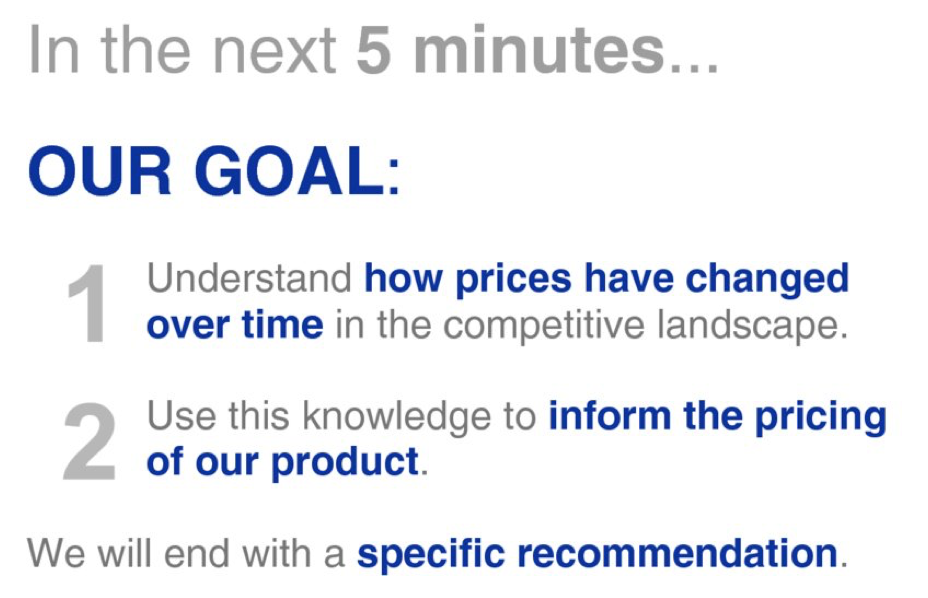 In the next 5 minutes...
OUR GOAL:
1 Understand how prices have changed
over time in the competitive landscape.
2 Use this knowledge to inform the pricing
of our product.
We will end with a specific recommendation.